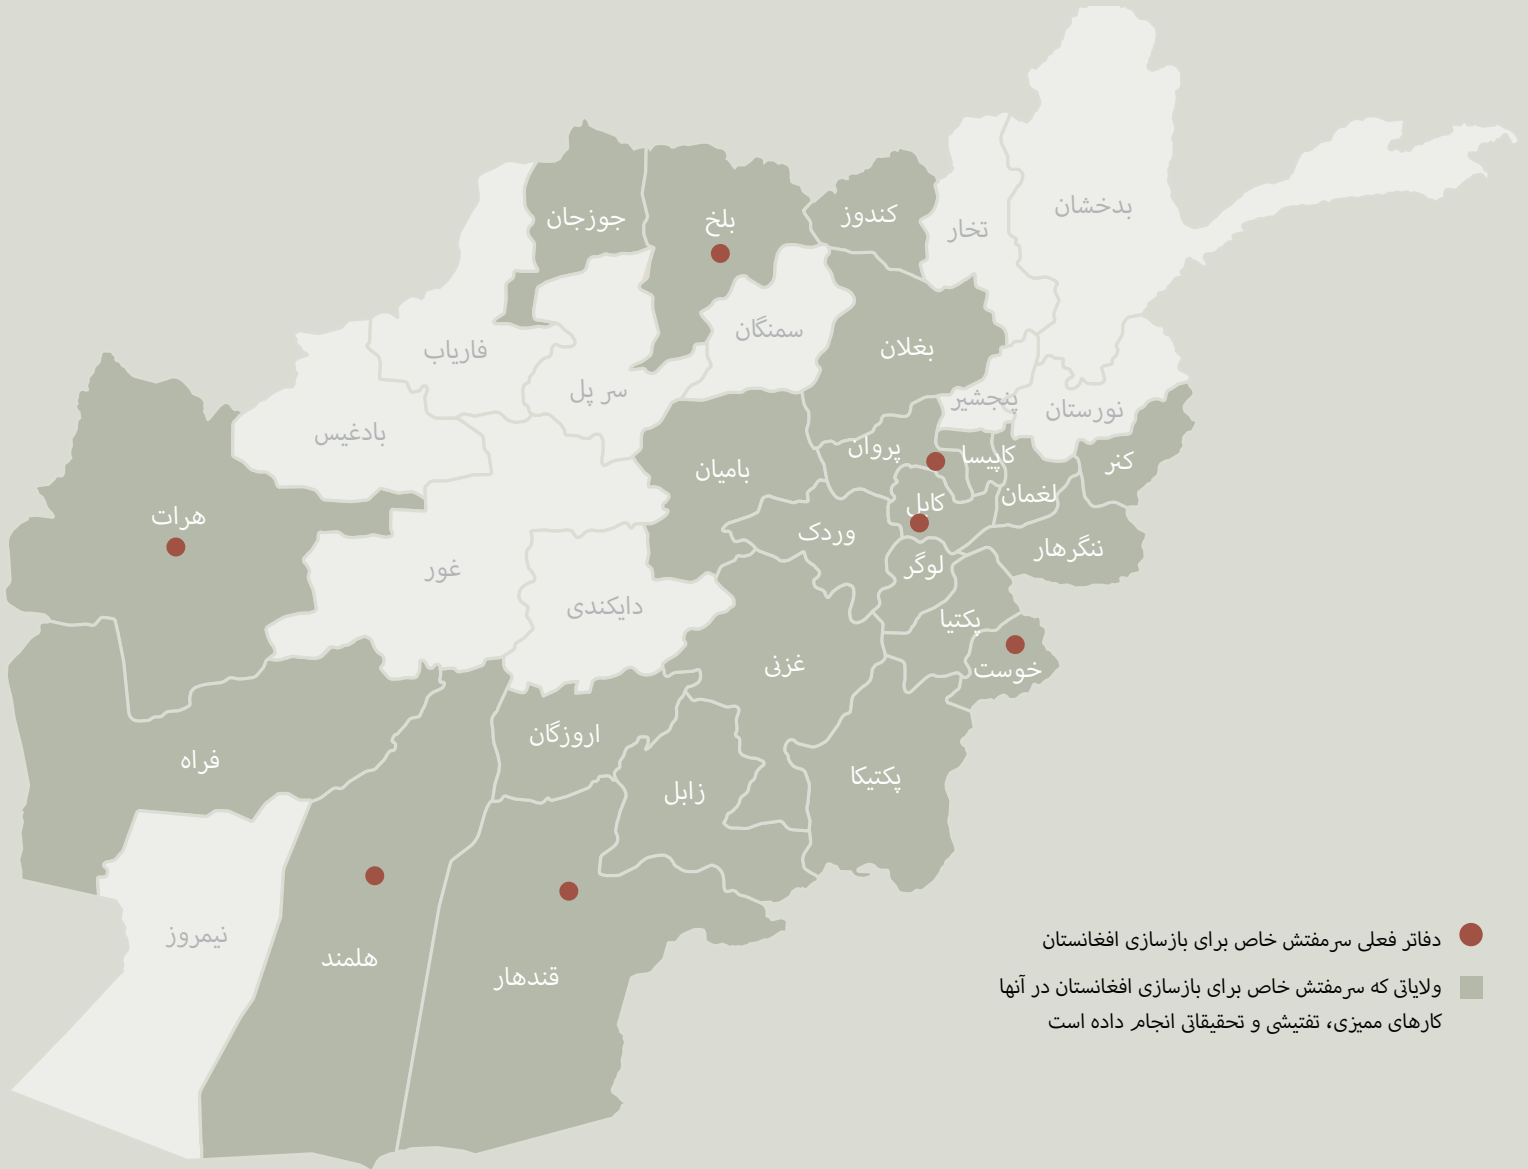 بدخشان
تخار
کندوز
بلخ
جوزجان
سمنگان
بغلان
فاریاب
سر پل
پنجشیر
نورستان
بادغیس
پروان
کاپیسا
کنر
بامیان
لغمان
کابل
هرات
وردک
ننگرهار
لوگر
غور
دایکندی
پکتیا
غزنی
خوست
اروزگان
فراه
پکتیکا
زابل
نیمروز
هلمند
قندهار
دفاتر فعلی سرمفتش خاص برای بازسازی افغانستان
ولایاتی که سرمفتش خاص برای بازسازی افغانستان در آنها
کارهای ممیزی، تفتیشی و تحقیقاتی انجام داده است